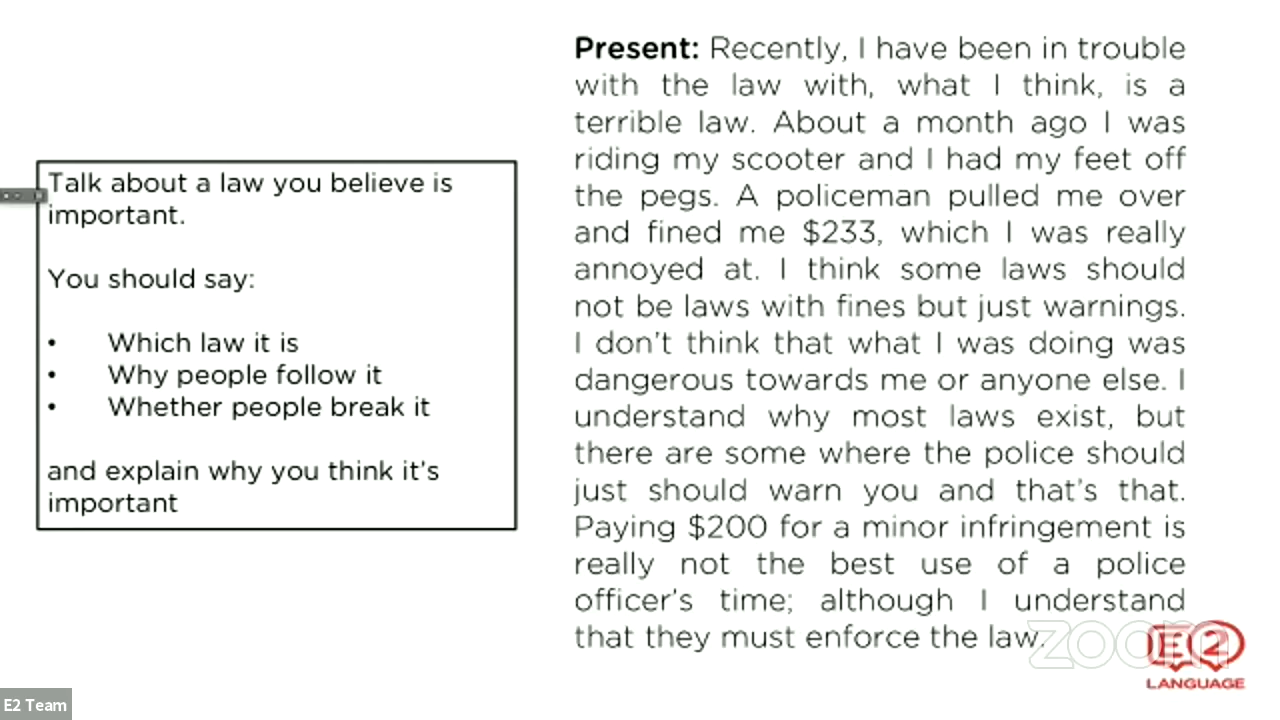 Talk about a law you believe is
important.
You should say:
• Which law it is
• Why people follow it
• Whether people break it
and explain why you think it's
important
Present: Recently, I have been in trouble
with the law with, what I think, is a
terrible law. About a month ago I was
riding my scooter and I had my feet off
the pegs. A policeman pulled me over
and fined me $233, which I was really
annoyed at. I think some laws should
not be laws with fines but just warnings.
I don't think that what I was doing was
dangerous towards me or anyone else. I
understand why most laws exist, but
there are some where the police should
just should warn you and that's that.
Paying $200 for a minor infringement is
really not the best use of a police
officer's time; although I understand
that they must enforce the law.
zoom
E2
LANGUAGE
E2 Team